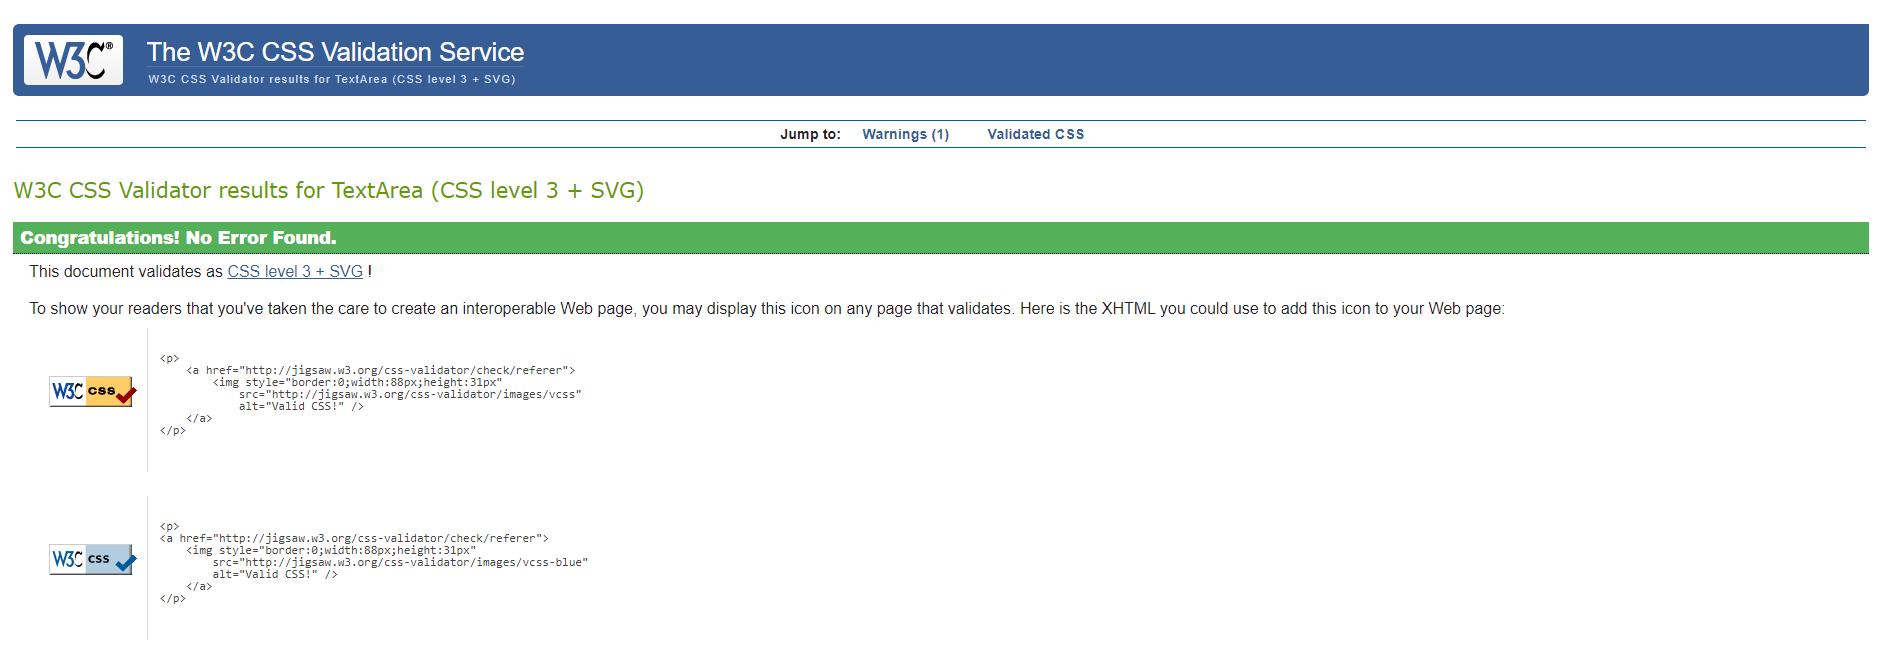 W3C®
The W3C CSS Validation Service
W3C CSS Validator results for TextArea (CSS level 3 + SVG)
Jump to: Warnings (1) Validated CSS
W3C CSS Validator results for TextArea (CSS level 3 + SVG)
Congratulations! No Error Found.
This document validates as CSS level 3 + SVG !
To show your readers that you've taken the care to create an interoperable Web page, you may display this icon on any page that validates. Here is the XHTML you could use to add this icon to your Web page:
W3C css
<p>
    <a href="http://jigsaw.w3.org/css-validator/check/referer">
        <img style="border:0;width:88px;height:31px"
            src="http://jigsaw.w3.org/css-validator/images/vcss"
            alt="Valid CSS!" />
    </a>
</p>
W3C css
<p>
<a href="http://jigsaw.w3.org/css-validator/check/referer">
    <img style="border:0;width:88px;height:31px"
        src="http://jigsaw.w3.org/css-validator/images/vcss-blue"
        alt="Valid CSS!" />
    </a>
</p>